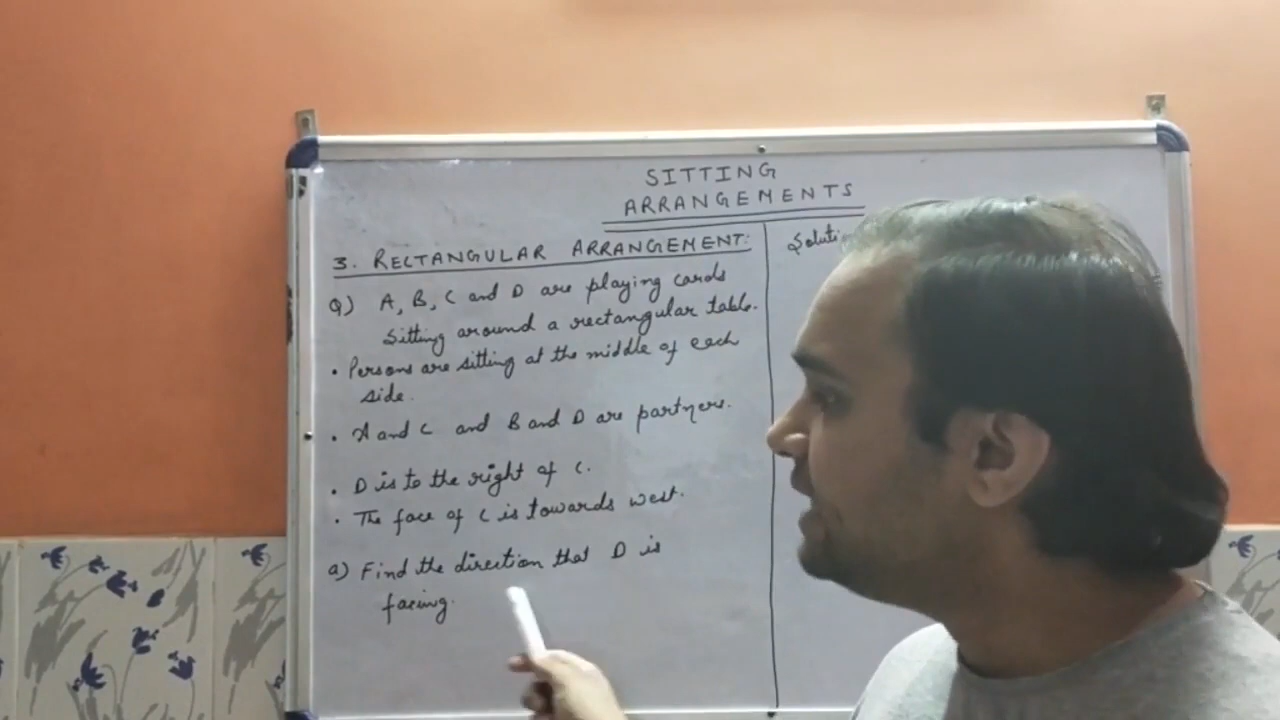 SITTING
ARRANGEMENTS
3. RECTANGULAR ARRANGEMENT:
Q) A, B, C and D are playing cards
Sitting around a rectangular table.
• Persons are sitting at the middle of each
side.
• A and C and B and D are partners.
• D is to the right of C.
• The face of C is towards west.
a) Find the direction that D is
facing.